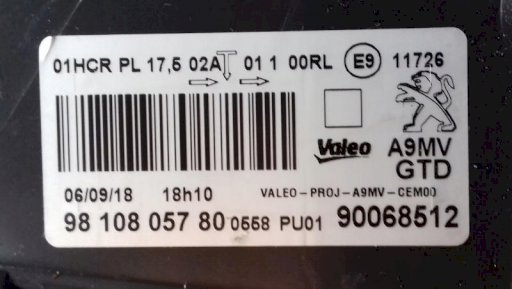 01HCR PL 17,5 02A 01 1 00RL E9 11726
Valeo A9MV
GTD
06/09/18 18h10 VALEO-PROJ-A9MV-CEM00
98 108 057 80 0558 PU01 90068512